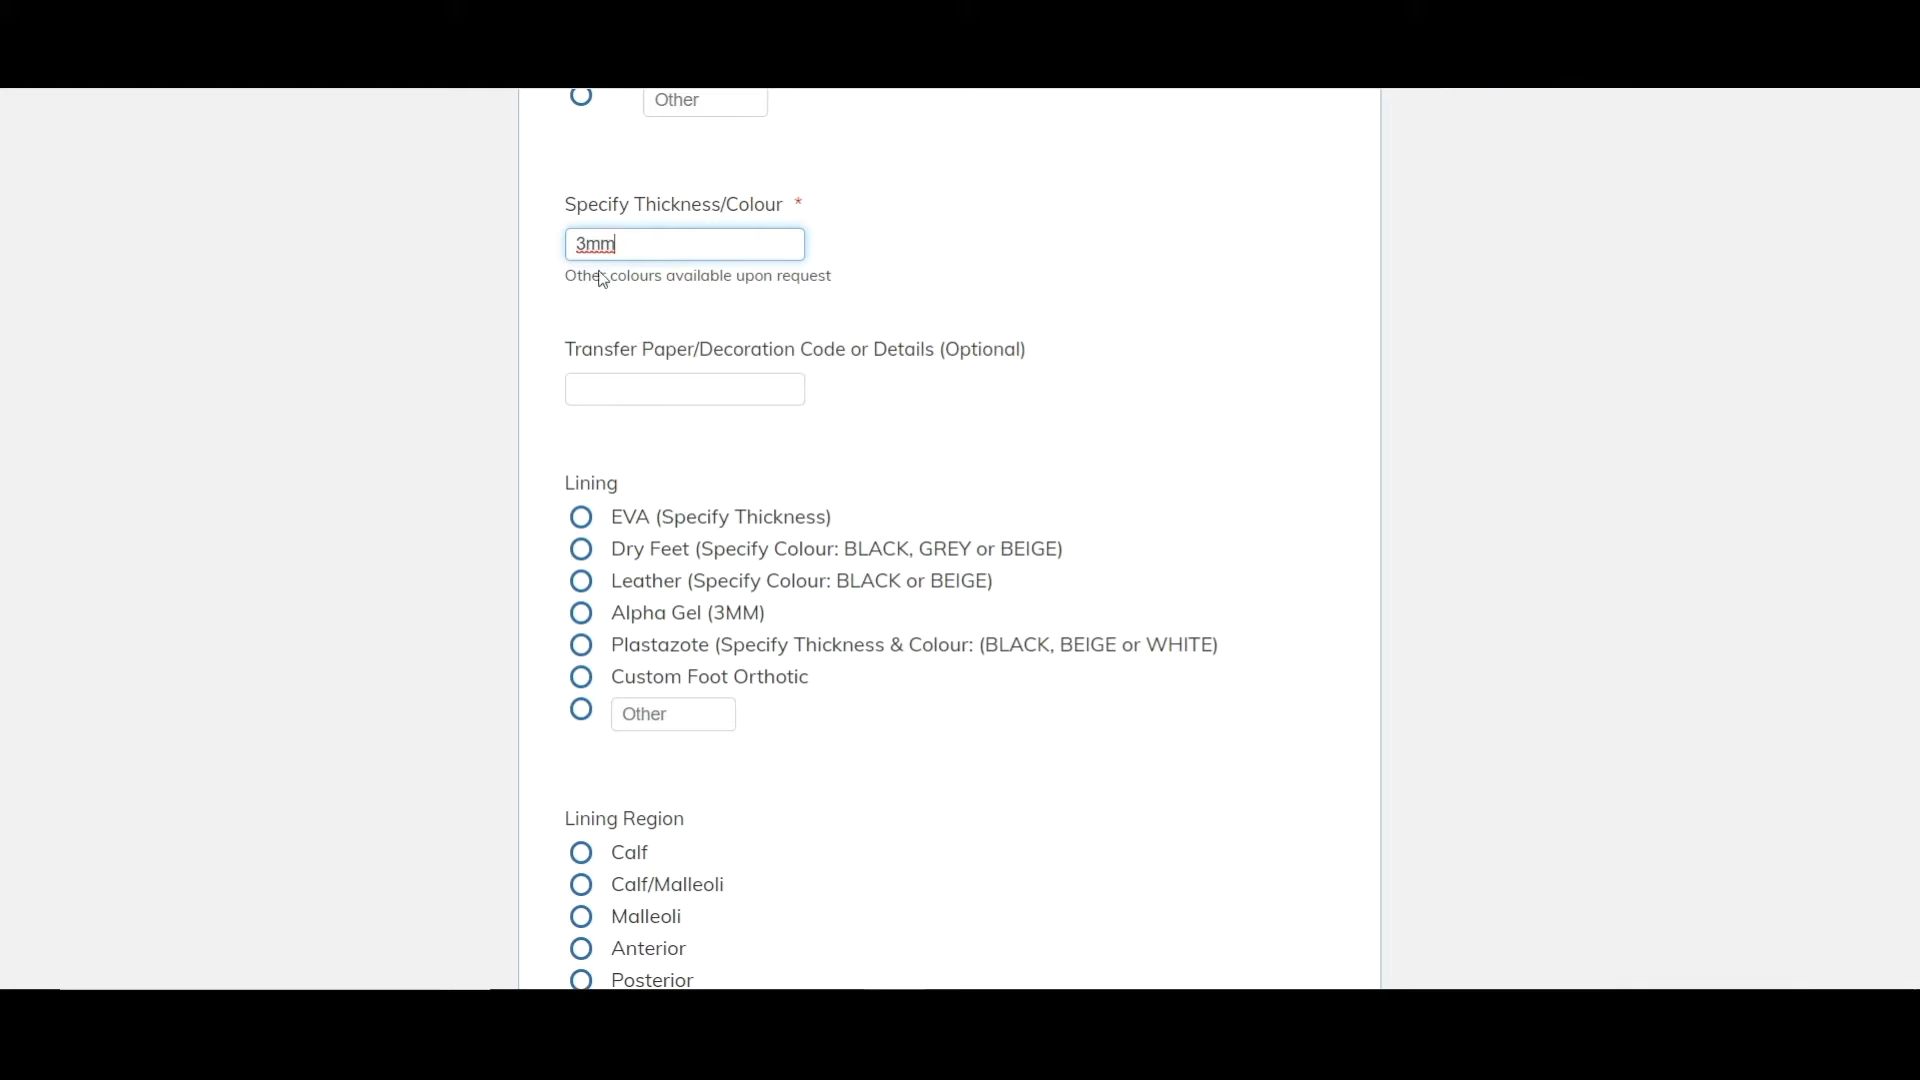 Other
Specify Thickness/Colour *
3mm
Other colours available upon request
Transfer Paper/Decoration Code or Details (Optional)
Lining
EVA (Specify Thickness)
Dry Feet (Specify Colour: BLACK, GREY or BEIGE)
Leather (Specify Colour: BLACK or BEIGE)
Alpha Gel (3MM)
Plastazote (Specify Thickness & Colour: (BLACK, BEIGE or WHITE)
Custom Foot Orthotic
Other
Lining Region
Calf
Calf/Malleoli
Malleoli
Anterior
Posterior